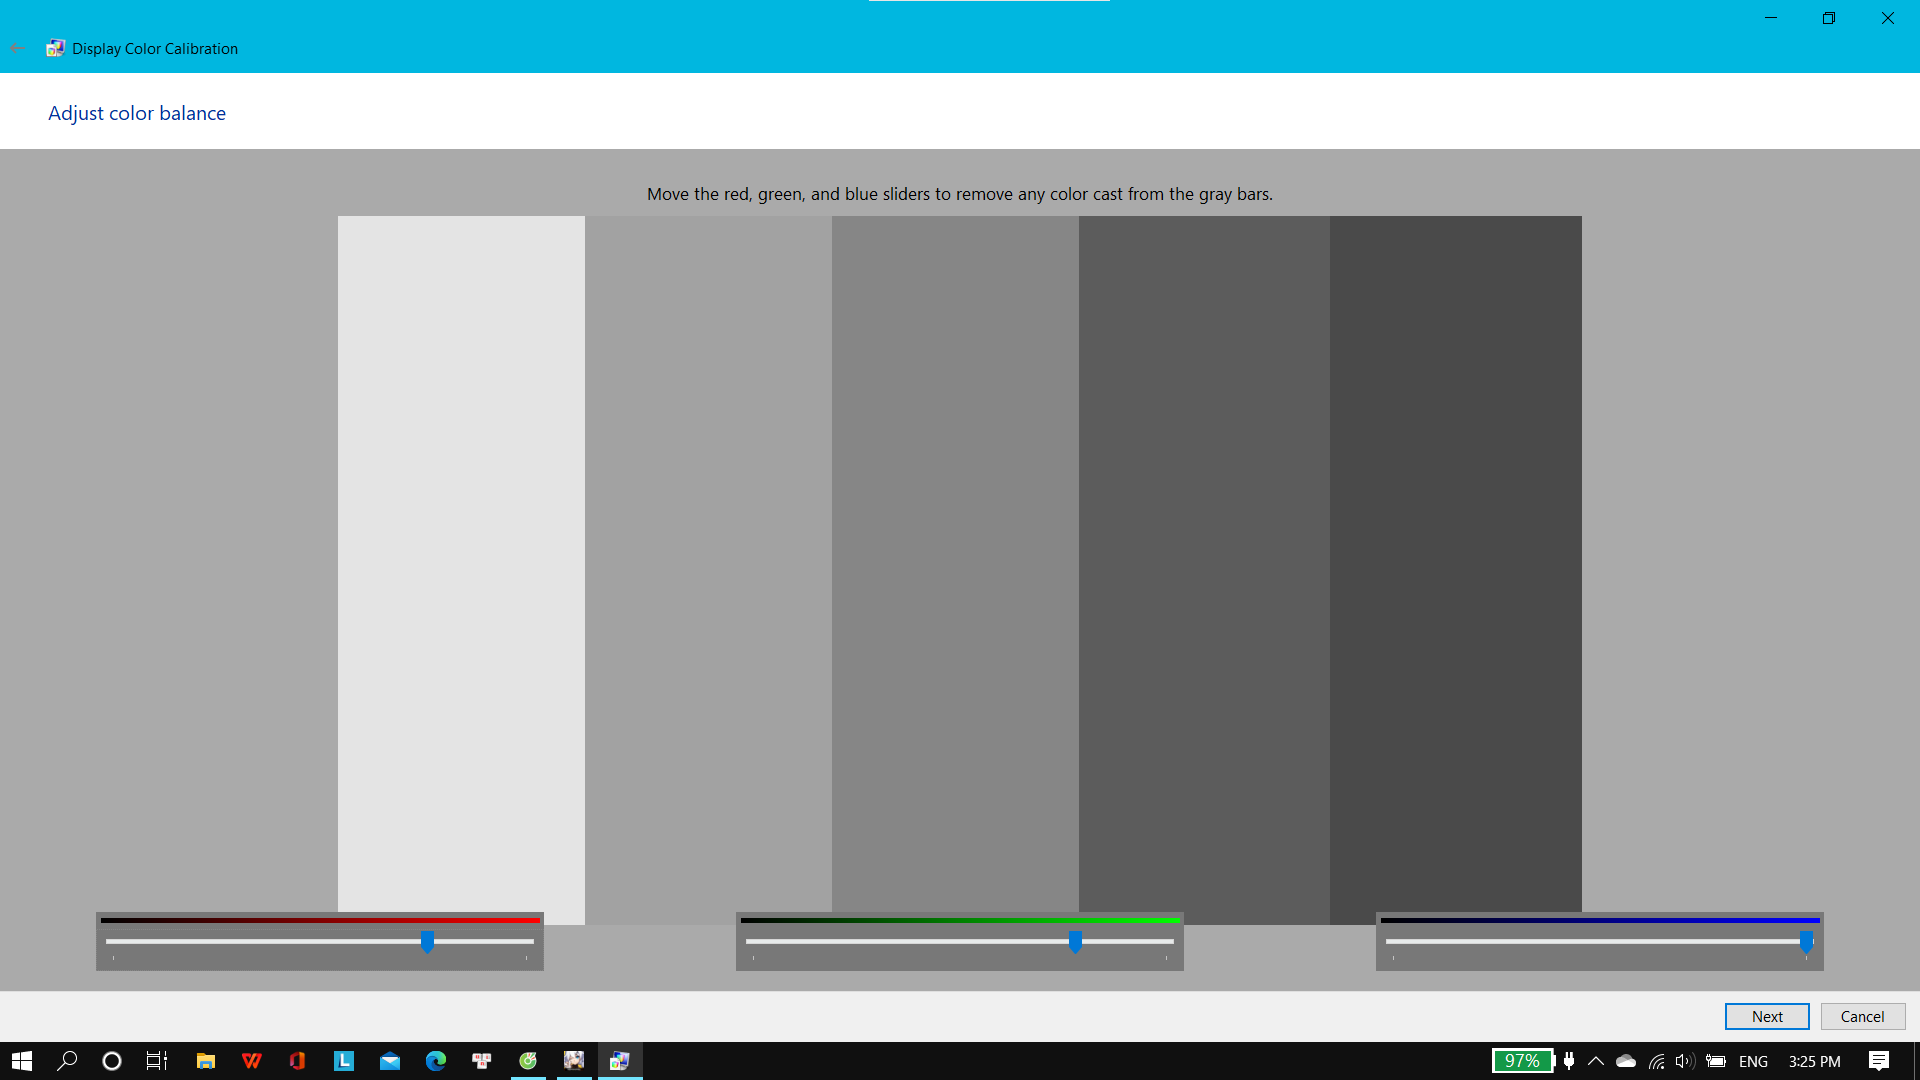 Display Color Calibration
Adjust color balance
Move the red, green, and blue sliders to remove any color cast from the gray bars.
Next
Cancel
W
L
97%
ENG
3:25 PM